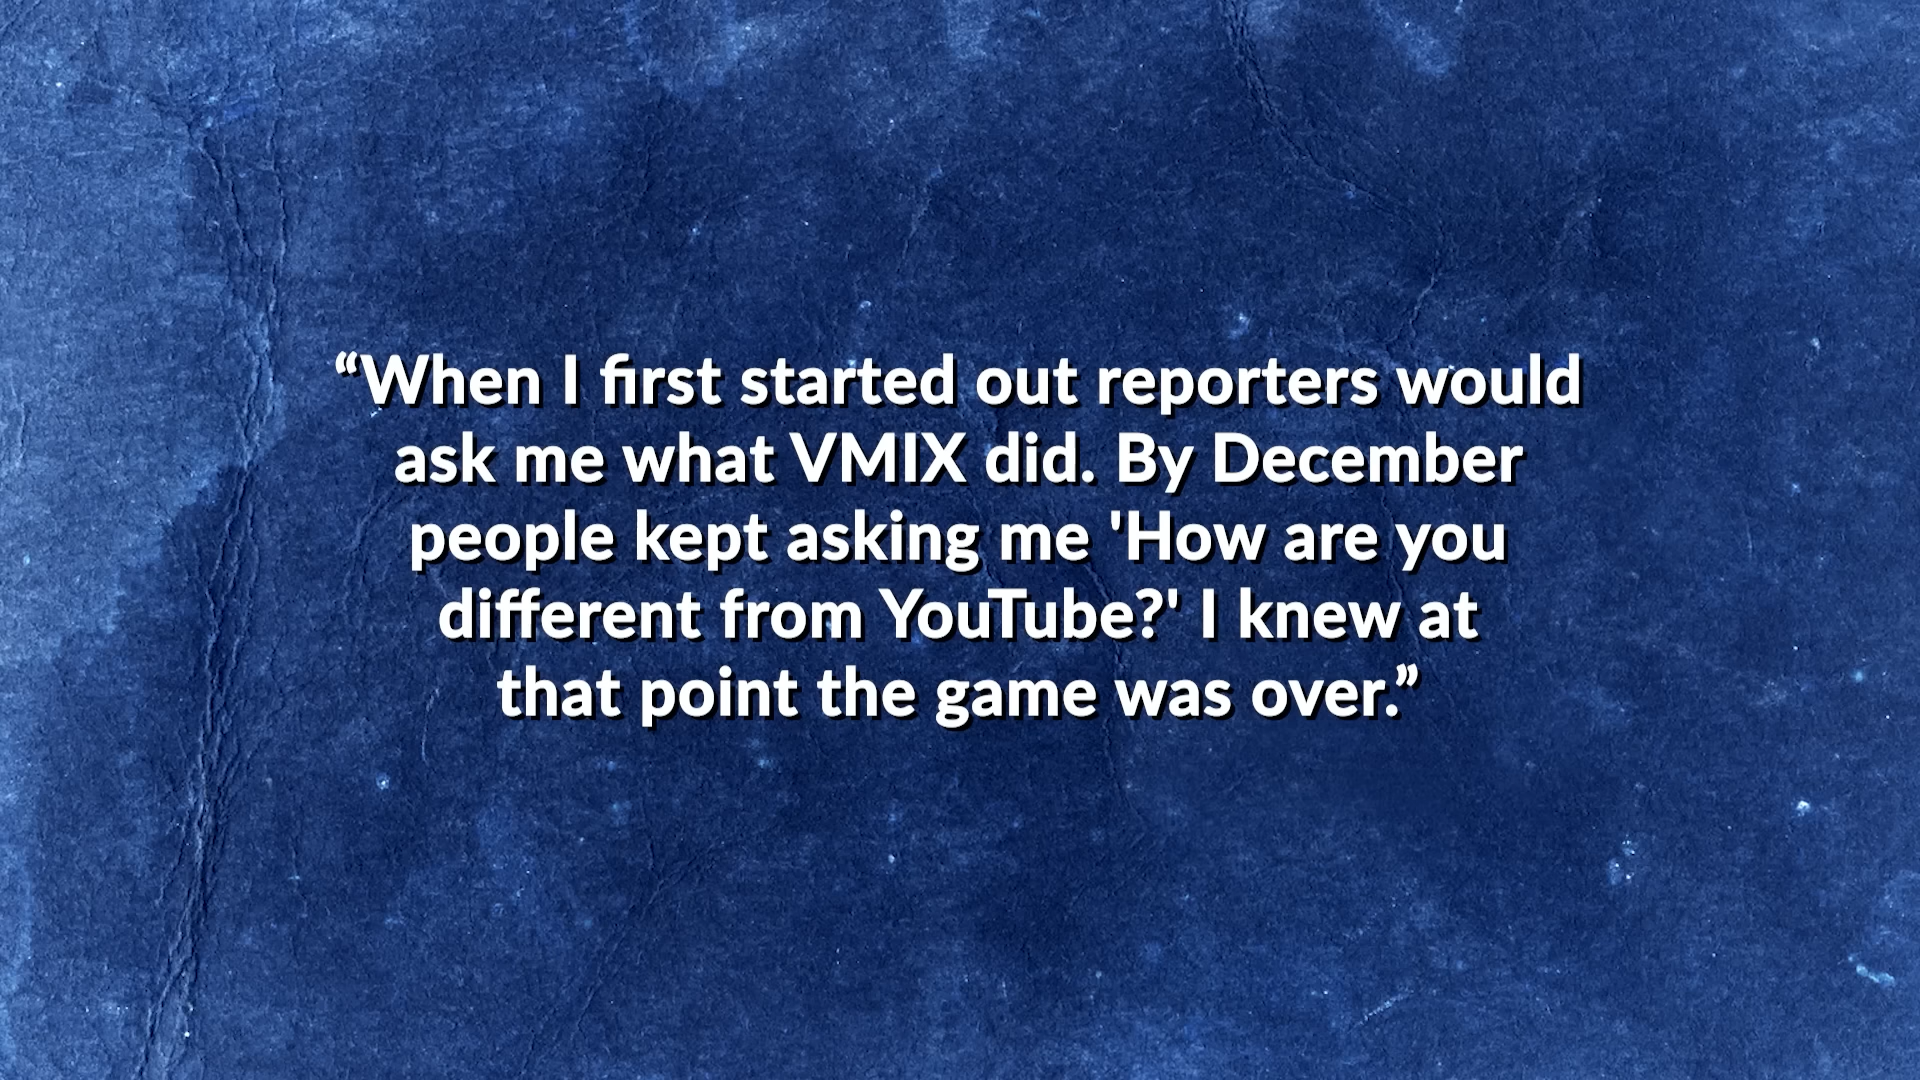 “When I first started out reporters would
ask me what VMIX did. By December
people kept asking me 'How are you
different from YouTube?' I knew at
that point the game was over.”